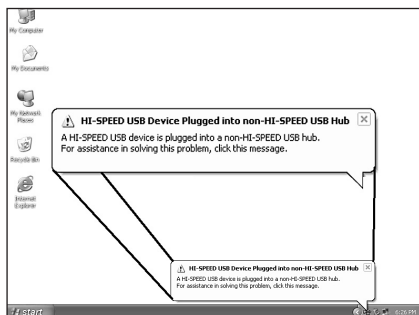 My Computer
My Documents
My Network
Places
Recycle Bin
Internet
Explorer
HI-SPEED USB Device Plugged into non-HI-SPEED USB Hub
A HI-SPEED USB device is plugged into a non-HI-SPEED USB hub.
For assistance in solving this problem, click this message.
HI-SPEED USB Device Plugged into non-HI-SPEED USB Hub
A HI-SPEED USB device is plugged into a non-HI-SPEED USB hub.
For assistance in solving this problem, click this message.
start
6:26 PM